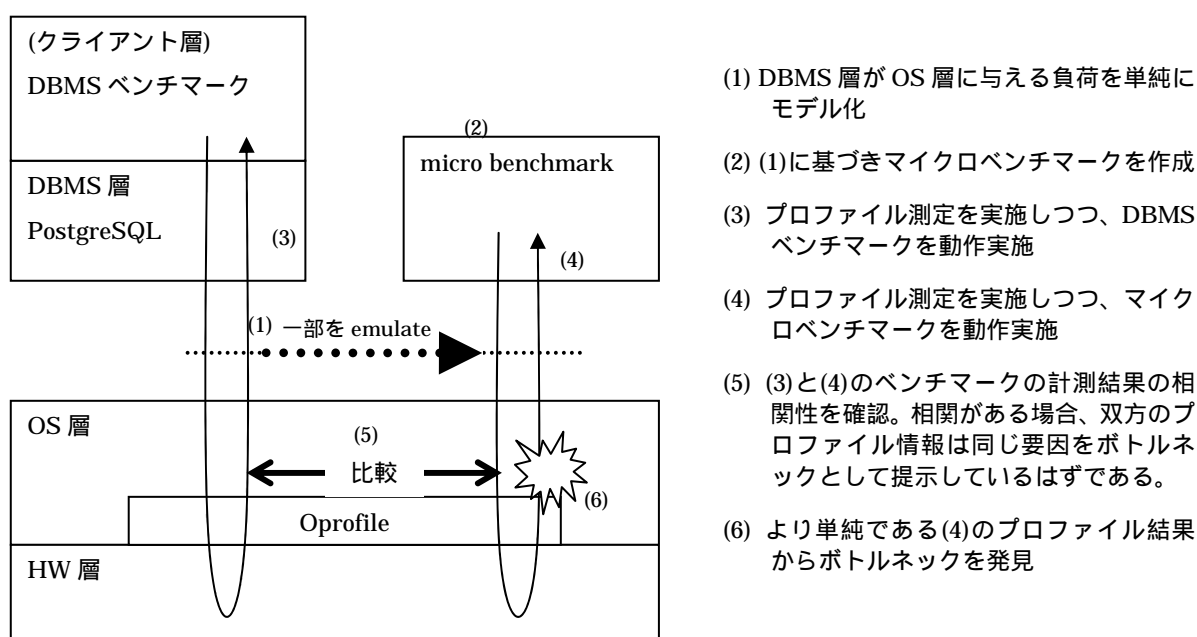 (クライアント層)
DBMS ベンチマーク
DBMS 層
PostgreSQL
(3)
(2)
micro benchmark
(4)
(1) 一部を emulate
OS 層
(5)
比較
(6)
Oprofile
HW 層
(1) DBMS 層が OS 層に与える負荷を単純に
モデル化
(2) (1)に基づきマイクロベンチマークを作成
(3) プロファイル測定を実施しつつ、DBMS
ベンチマークを動作実施
(4) プロファイル測定を実施しつつ、マイク
ロベンチマークを動作実施
(5) (3)と(4)のベンチマークの計測結果の相
関性を確認。相関がある場合、双方のプ
ロファイル情報は同じ要因をボトルネ
ックとして提示しているはずである。
(6) より単純である(4)のプロファイル結果
からボトルネックを発見